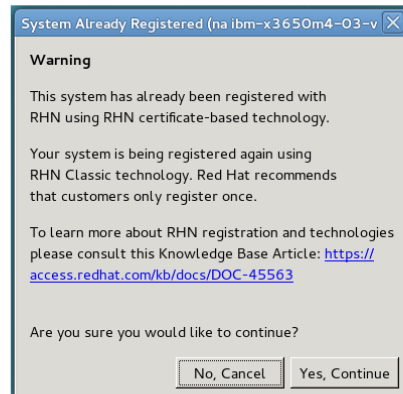 System Already Registered (na ibm-x3650m4-03-v
Warning
This system has already been registered with
RHN using RHN certificate-based technology.
Your system is being registered again using
RHN Classic technology. Red Hat recommends
that customers only register once.
To learn more about RHN registration and technologies
please consult this Knowledge Base Article: https://
access.redhat.com/kb/docs/DOC-45563
Are you sure you would like to continue?
No, Cancel Yes, Continue